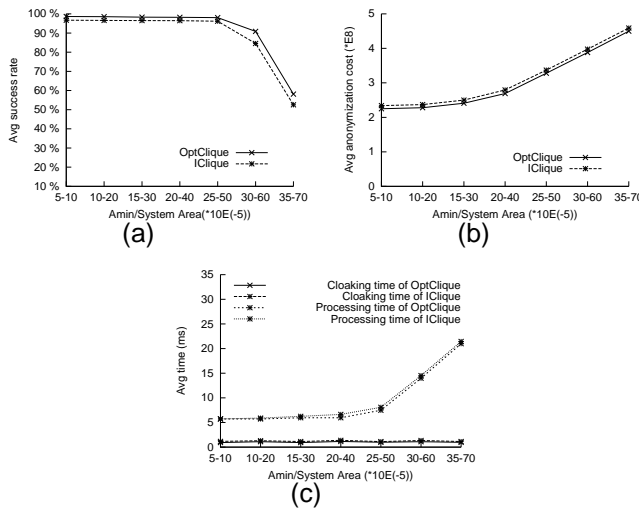 Avg success rate
100 %
90 %
80 %
70 %
60 %
50 %
40 %
30 %
20 %
10 %
OptClique
IClique
5-10 10-20 15-30 20-40 25-50 30-60 35-70
Amin/System Area(*10E(-5))
(a)
Avg anonymization cost (*E8)
5
4
3
2
1
0
OptClique
IClique
5-10 10-20 15-30 20-40 25-50 30-60 35-70
Amin/System Area (*10E(-5))
(b)
Avg time (ms)
35
30
25
20
15
10
5
0
Cloaking time of OptClique
Cloaking time of IClique
Processing time of OptClique
Processing time of IClique
5-10 10-20 15-30 20-40 25-50 30-60 35-70
Amin/System Area (*10E(-5))
(c)